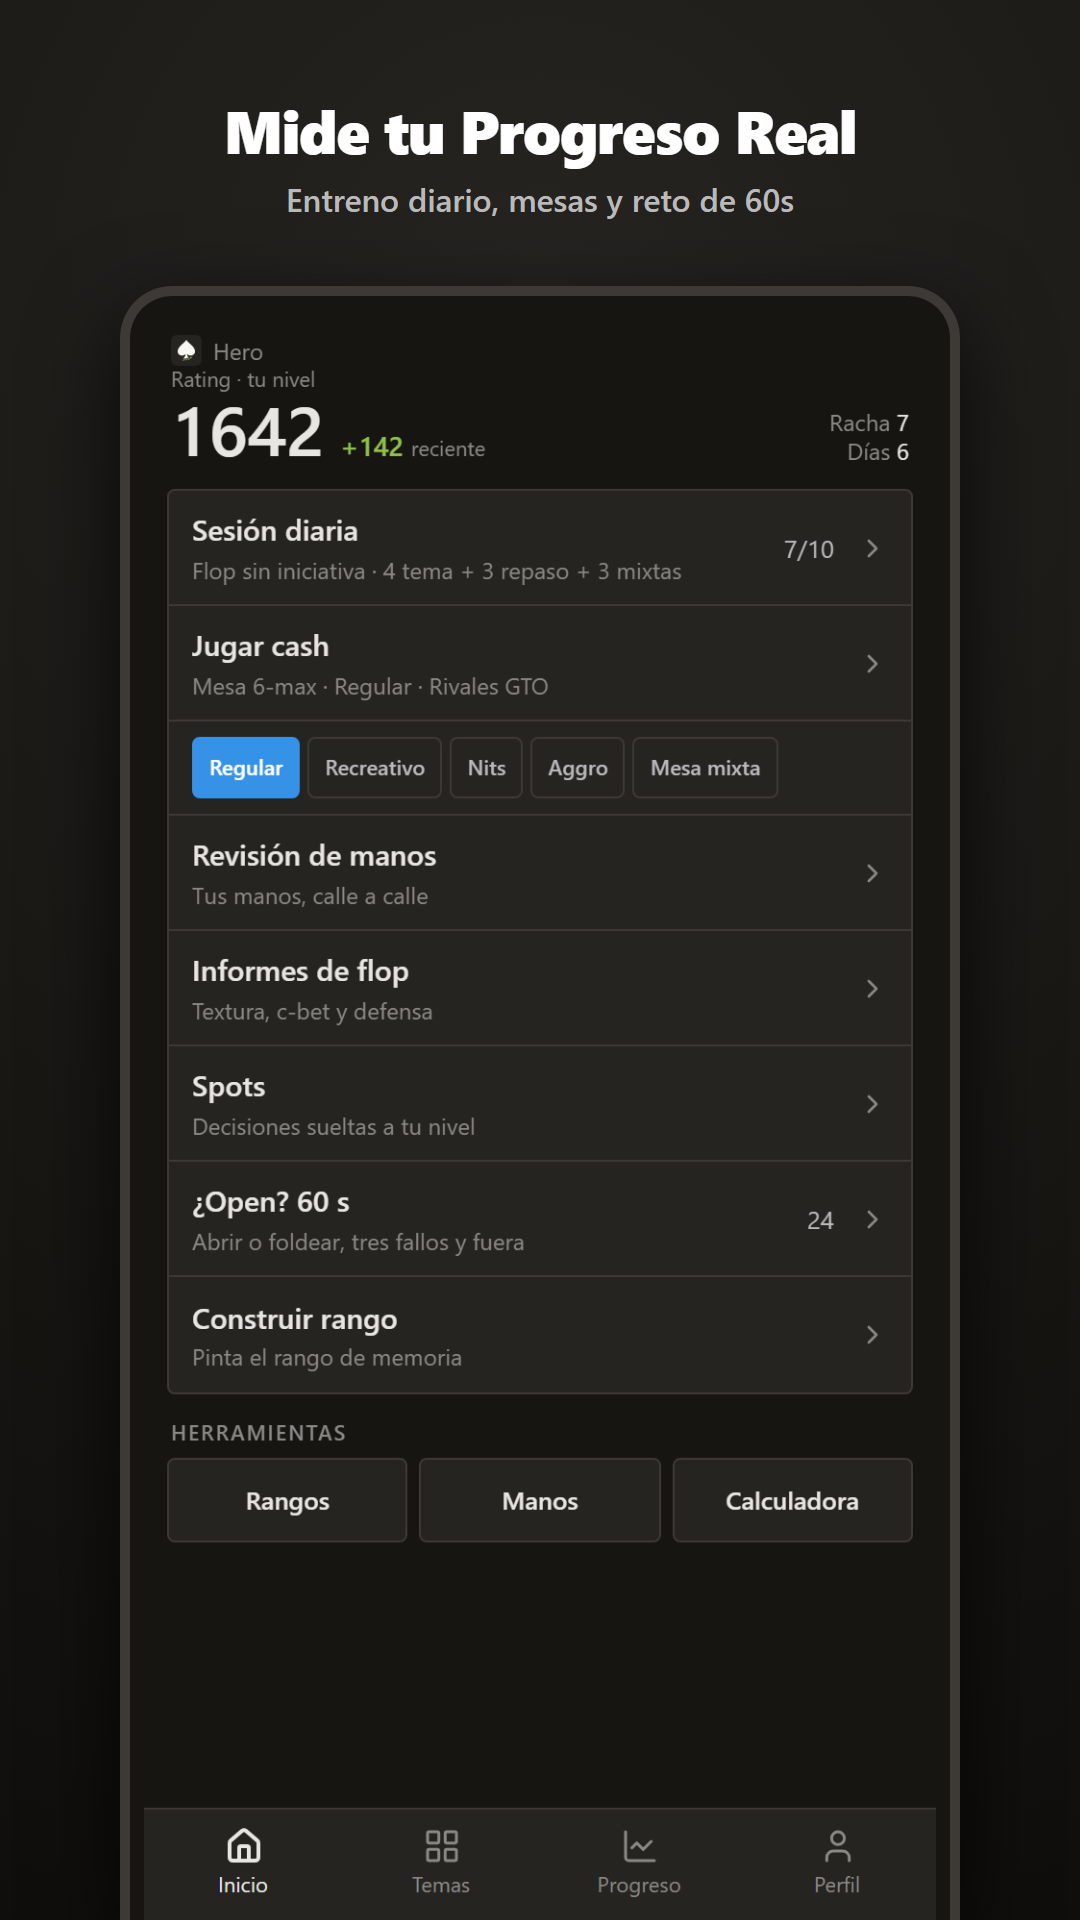 Mide tu Progreso Real
Entreno diario, mesas y reto de 60s
Hero
Rating · tu nivel
1642 +142 reciente
Racha 7
Días 6
Sesión diaria
Flop sin iniciativa · 4 tema + 3 repaso + 3 mixtas
7/10
Jugar cash
Mesa 6-max · Regular · Rivales GTO
Regular Recreativo Nits Aggro Mesa mixta
Revisión de manos
Tus manos, calle a calle
Informes de flop
Textura, c-bet y defensa
Spots
Decisiones sueltas a tu nivel
¿Open? 60 s
Abrir o foldear, tres fallos y fuera
24
Construir rango
Pinta el rango de memoria
HERRAMIENTAS
Rangos Manos Calculadora
Inicio Temas Progreso Perfil